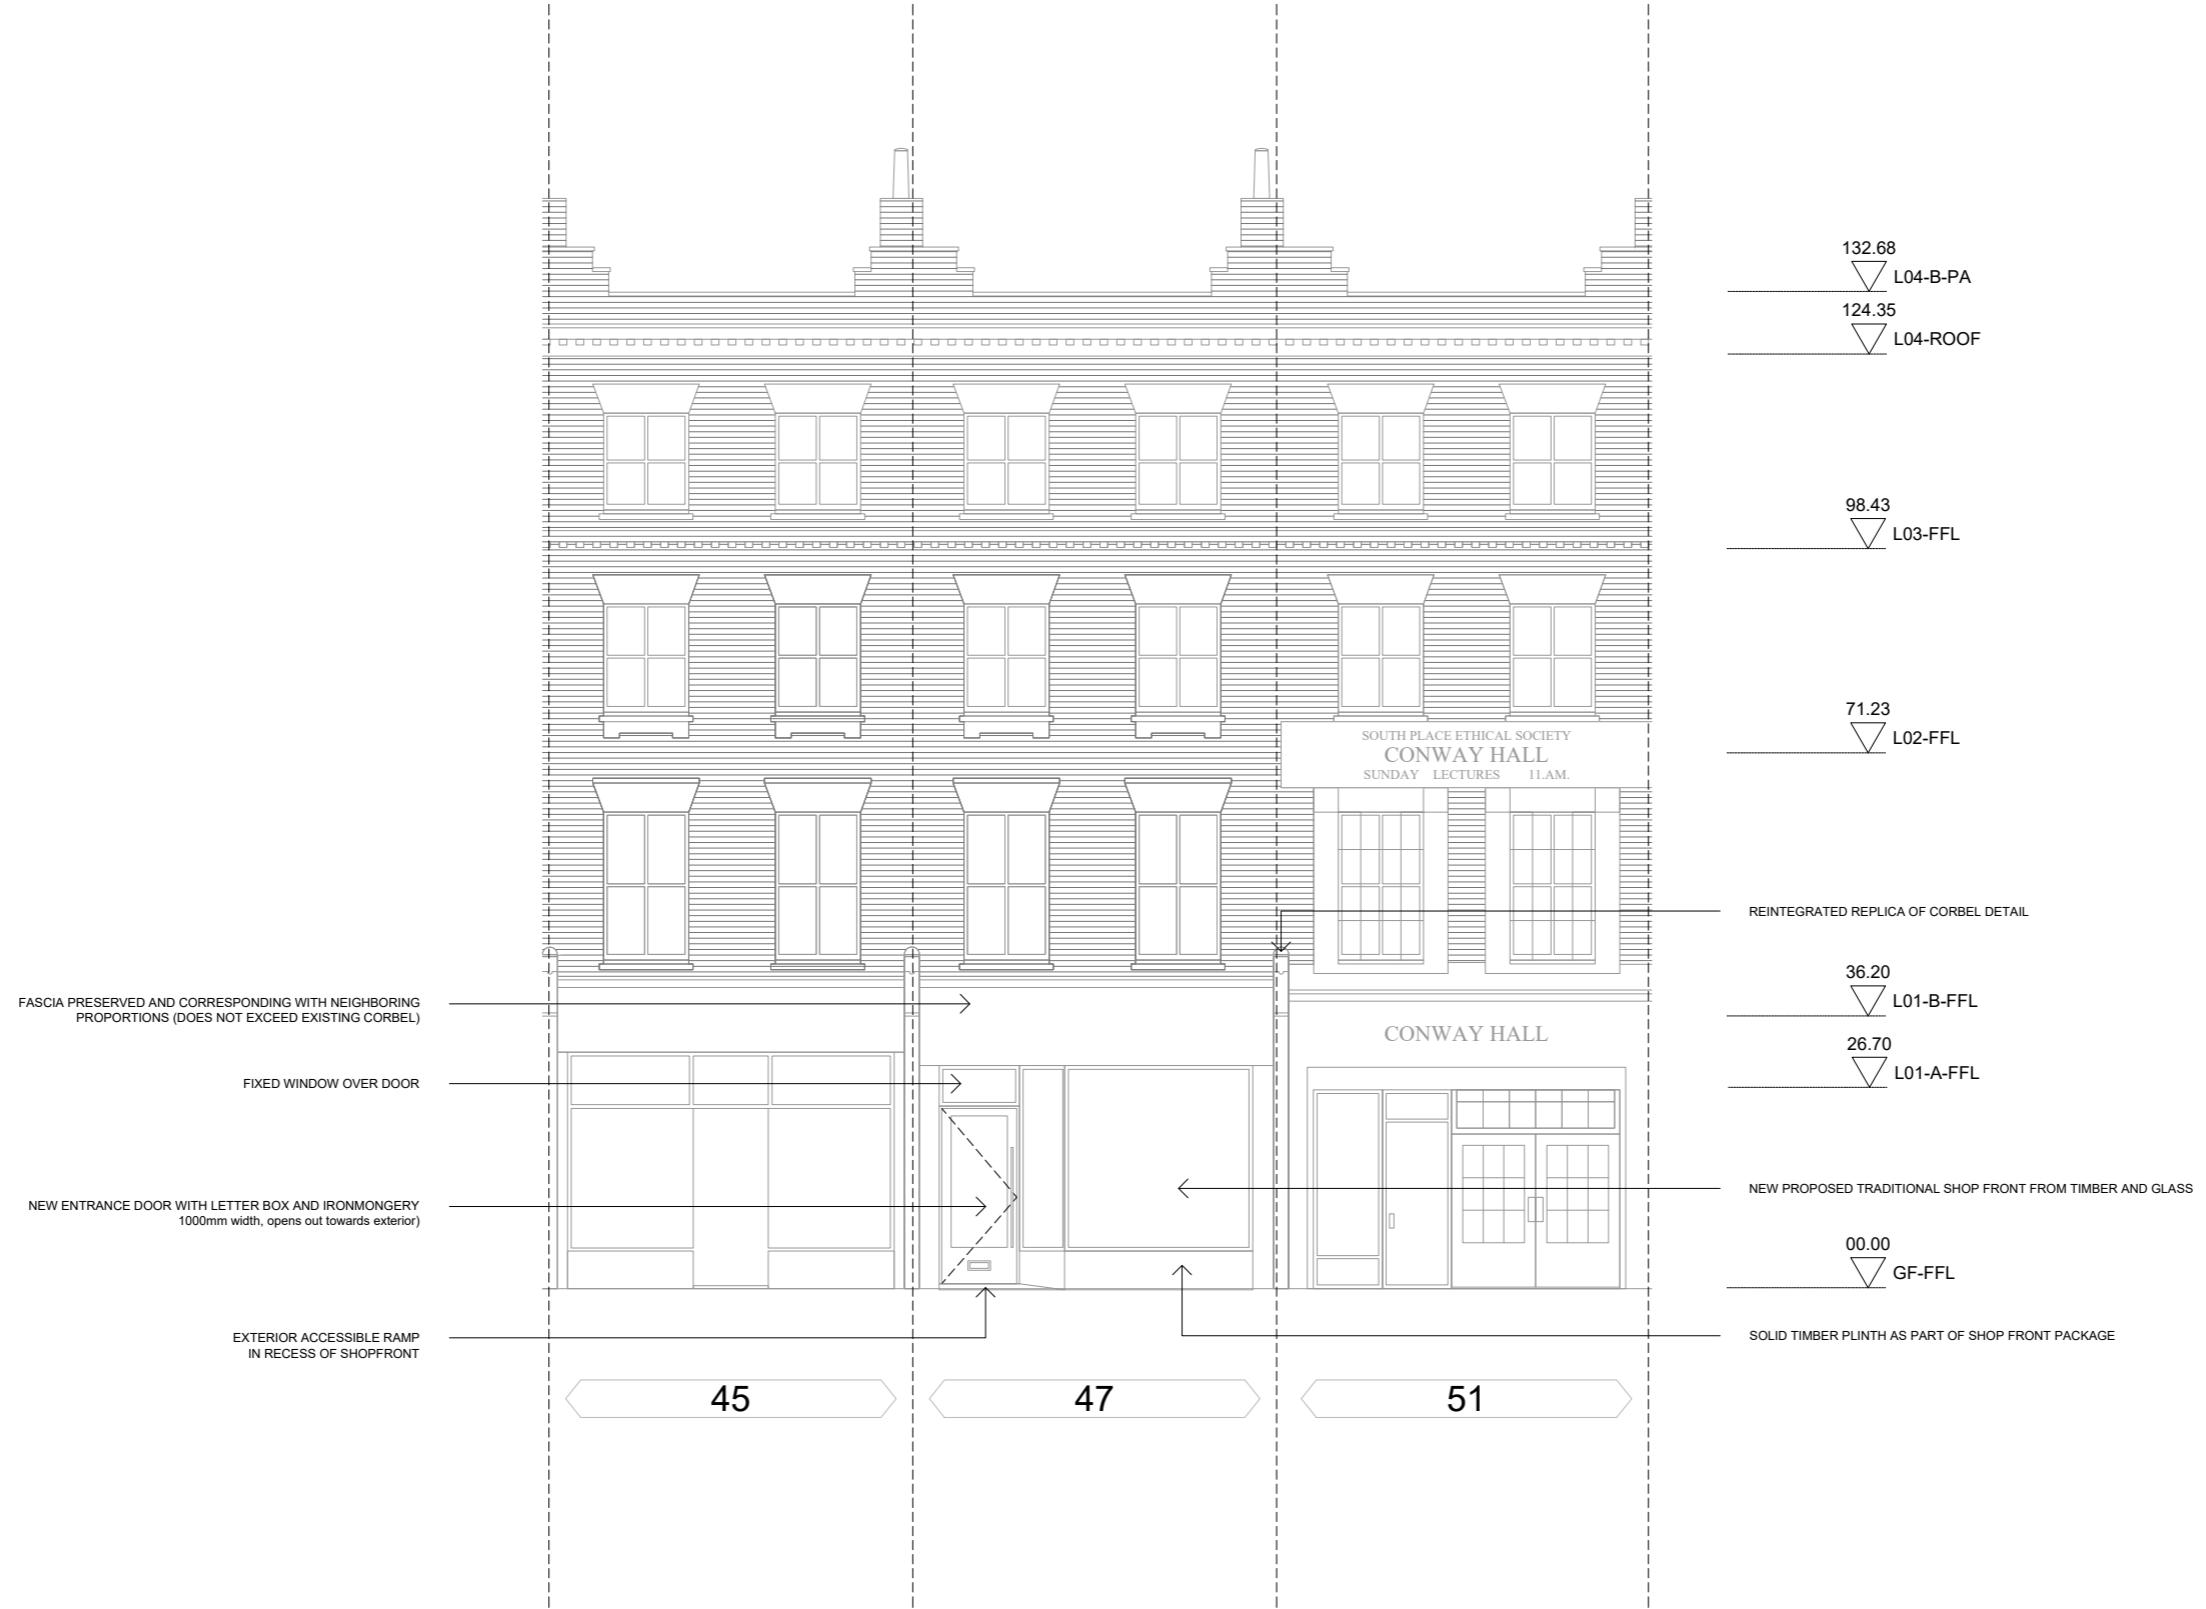 132.68
L04-B-PA
124.35
L04-ROOF
98.43
L03-FFL
71.23
L02-FFL
SOUTH PLACE ETHICAL SOCIETY
CONWAY HALL
SUNDAY LECTURES 11.AM.
REINTEGRATED REPLICA OF CORBEL DETAIL
36.20
L01-B-FFL
FASCIA PRESERVED AND CORRESPONDING WITH NEIGHBORING
PROPORTIONS (DOES NOT EXCEED EXISTING CORBEL)
CONWAY HALL
26.70
L01-A-FFL
FIXED WINDOW OVER DOOR
NEW PROPOSED TRADITIONAL SHOP FRONT FROM TIMBER AND GLASS
NEW ENTRANCE DOOR WITH LETTER BOX AND IRONMONGERY
1000mm width, opens out towards exterior)
00.00
GF-FFL
EXTERIOR ACCESSIBLE RAMP
IN RECESS OF SHOPFRONT
SOLID TIMBER PLINTH AS PART OF SHOP FRONT PACKAGE
45
47
51